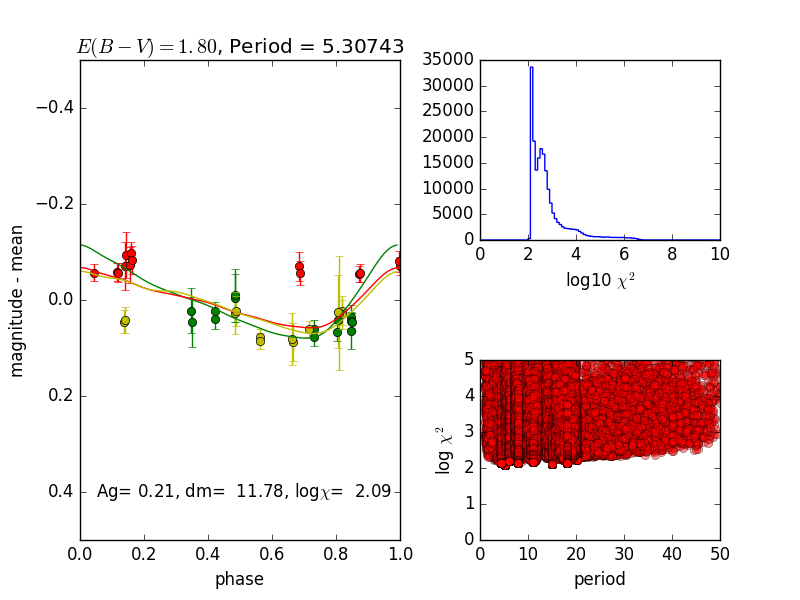 E(B − V) = 1.80, Period = 5.30743
−0.4
−0.2
0.0
0.2
0.4
magnitude - mean
Ag= 0.21, dm= 11.78, logχ= 2.09
0.0 0.2 0.4 0.6 0.8 1.0
phase
35000
30000
25000
20000
15000
10000
5000
0
0 2 4 6 8 10
log10 χ²
5
4
3
2
1
0
log χ²
0 10 20 30 40 50
period